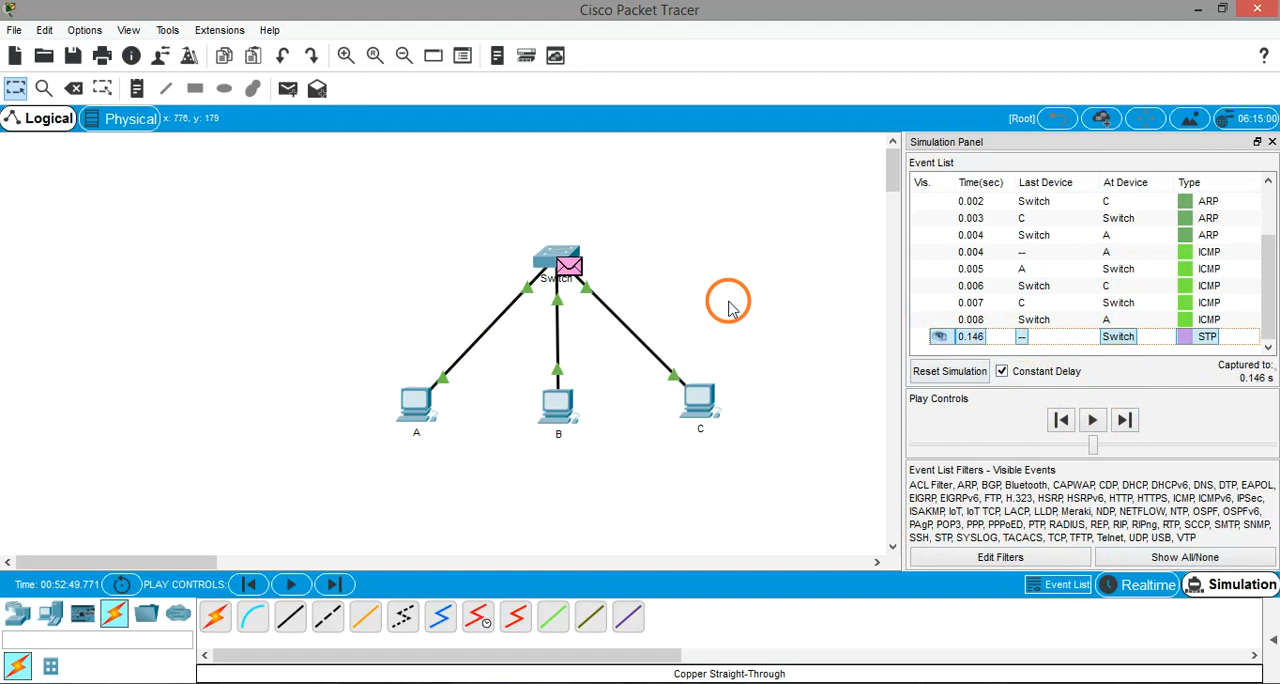 Cisco Packet Tracer
File Edit Options View Tools Extensions Help
Logical Physical x: 776, y: 179 [Root] 06:15:00
Simulation Panel
Event List
Vis. Time(sec) Last Device At Device Type
0.002 Switch C ARP
0.003 C Switch ARP
0.004 Switch A ARP
0.004 -- A ICMP
0.005 A Switch ICMP
0.006 Switch C ICMP
0.007 C Switch ICMP
0.008 Switch A ICMP
0.146 -- Switch STP
Reset Simulation Constant Delay Captured to:
0.146 s
Play Controls
Event List Filters - Visible Events
ACL Filter, ARP, BGP, Bluetooth, CAPWAP, CDP, DHCP, DHCPv6, DNS, DTP, EAPOL,
EIGRP, EIGRPv6, FTP, H.323, HSRP, HSRPv6, HTTP, HTTPS, ICMP, ICMPv6, IPSec,
ISAKMP, IoT, IoT TCP, LACP, LLDP, Meraki, NDP, NETFLOW, NTP, OSPF, OSPFv6,
PAgP, POP3, PPP, PPPoED, PTP, RADIUS, REP, RIP, RIPng, RTP, SCCP, SMTP, SNMP,
SSH, STP, SYSLOG, TACACS, TCP, TFTP, Telnet, UDP, USB, VTP
Edit Filters Show All/None
Switch
A
B
C
Time: 00:52:49.771 PLAY CONTROLS: Event List Realtime Simulation
Copper Straight-Through